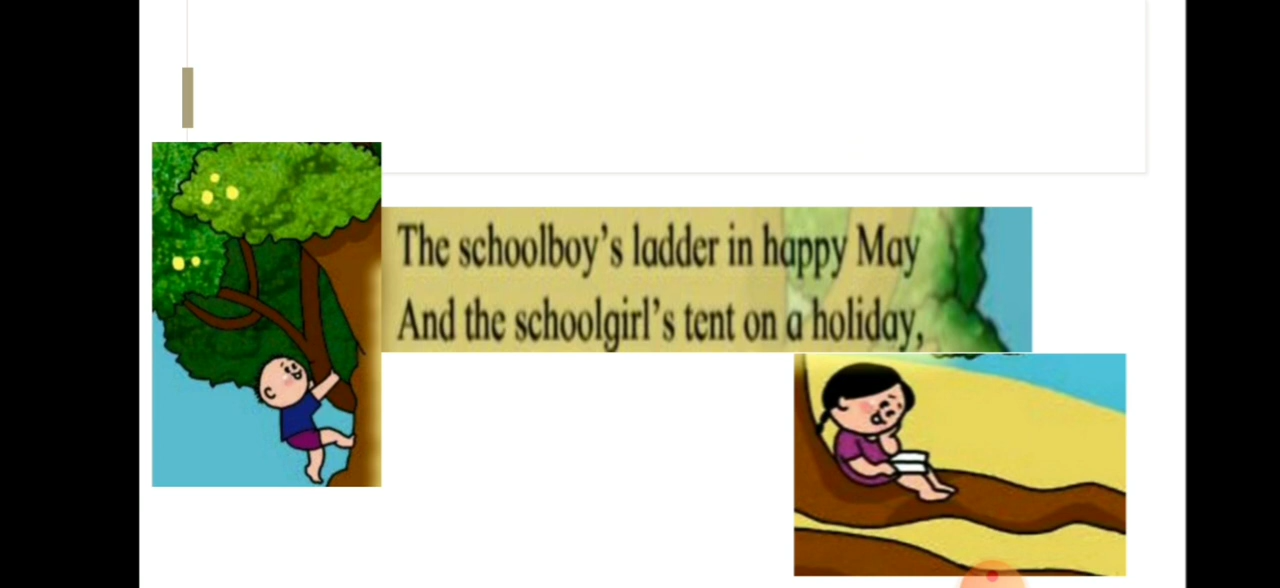 The schoolboy's ladder in happy May
And the schoolgirl's tent on a holiday,